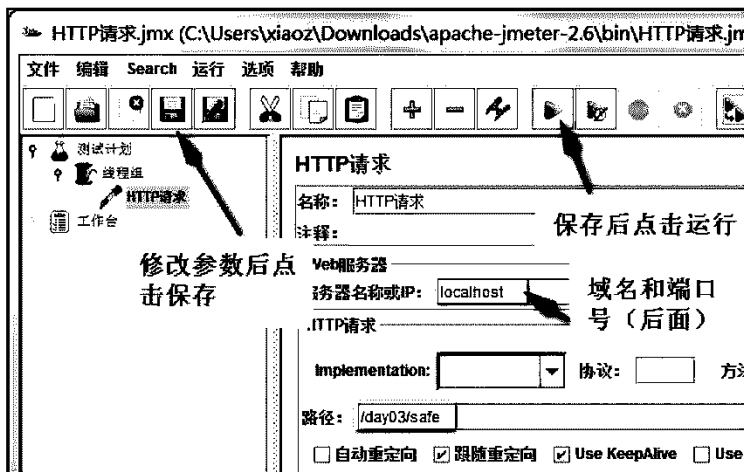 HTTP请求.jmx (C:\Users\xiaoz\Downloads\apache-jmeter-2.6\bin\HTTP请求.jm
文件 编辑 Search 运行 选项 帮助
测试计划
线程组
HTTP请求
工作台
HTTP请求
名称: HTTP请求
注释:
保存后点击运行
修改参数后点
击保存
Web服务器
服务器名称或IP: localhost
域名和端口
号（后面）
HTTP请求
Implementation: 协议: 方法
路径: /day03/safe
自动重定向 跟随重定向 Use KeepAlive Use